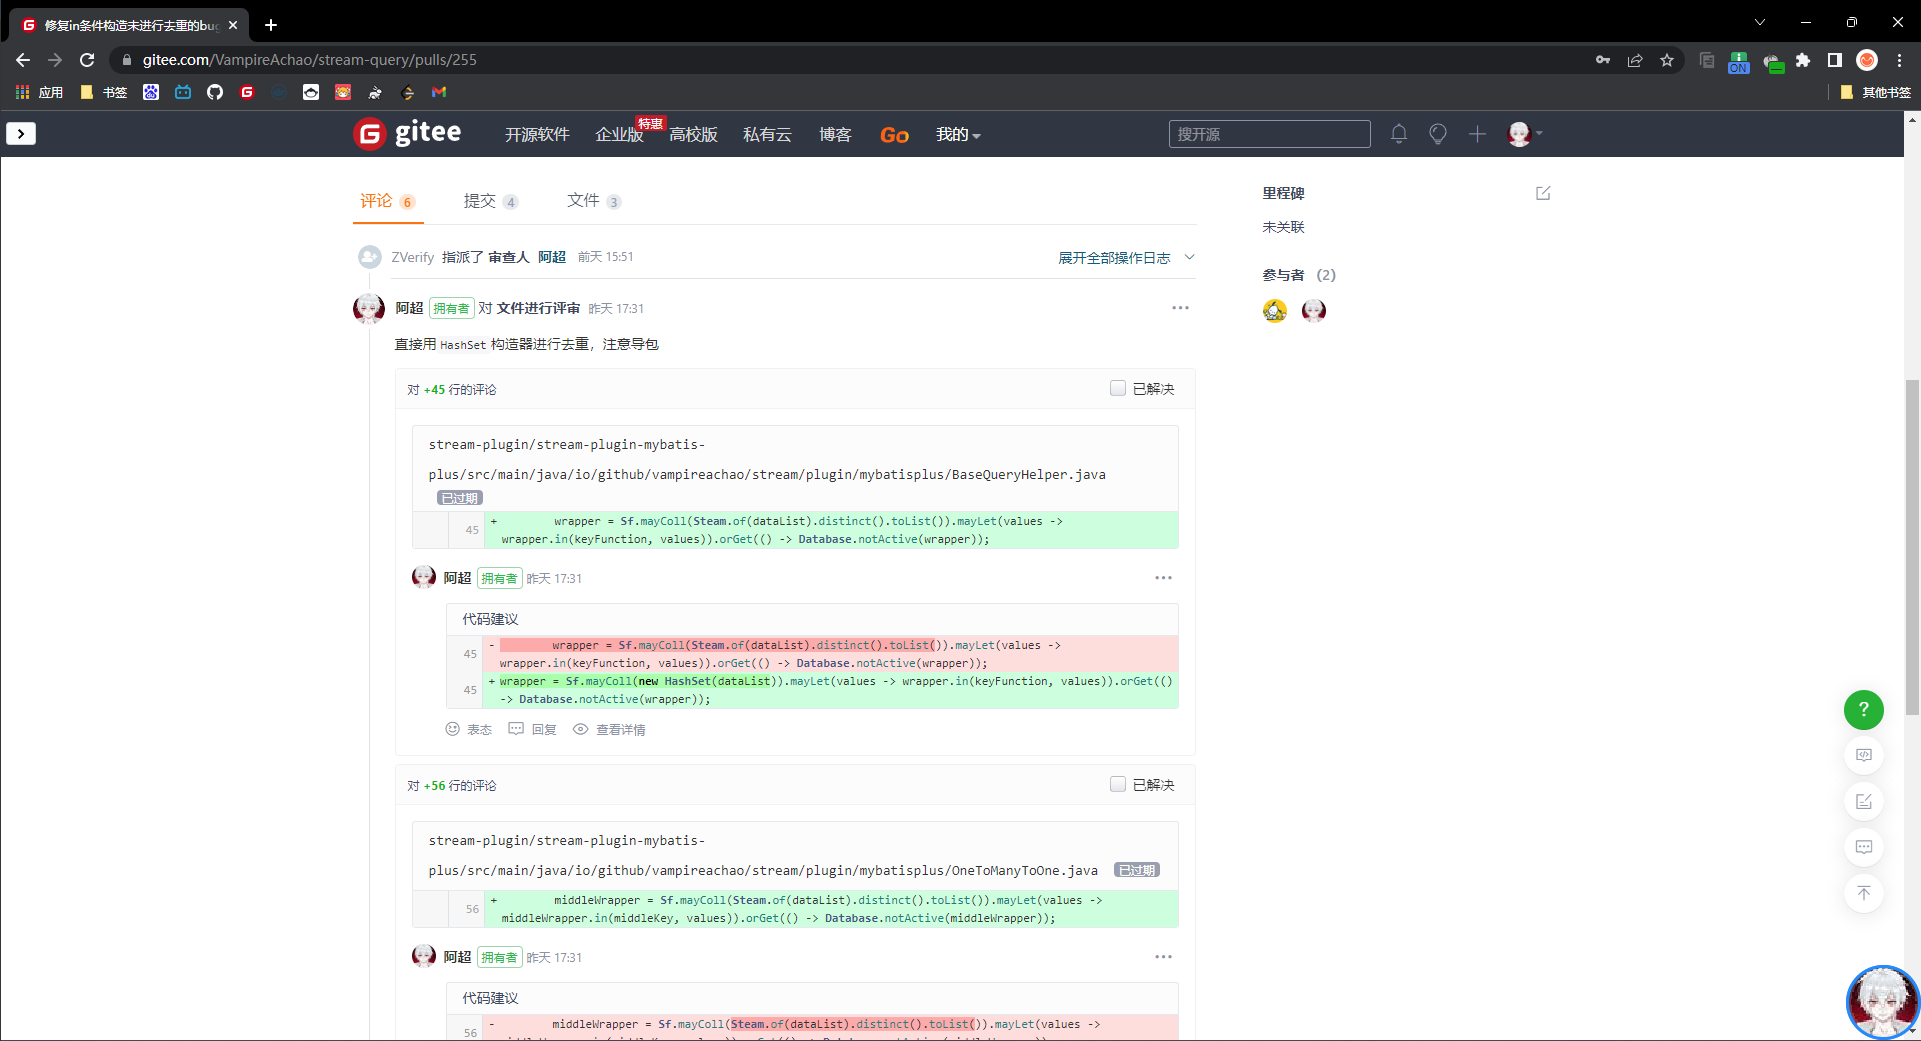 修复in条件构造未进行去重的bug
gitee.com/VampireAchao/stream-query/pulls/255
ON
应用
书签
其他书签
gitee
开源软件
企业版
特惠
高校版
私有云
博客
Go
我的
搜开源
评论 6
提交 4
文件 3
里程碑
未关联
参与者 (2)
ZVerify 指派了 审查人 阿超 前天 15:51
展开全部操作日志
阿超 拥有者 对 文件进行评审 昨天 17:31
直接用 HashSet 构造器进行去重，注意导包
对 +45 行的评论
已解决
stream-plugin/stream-plugin-mybatis-
plus/src/main/java/io/github/vampireachao/stream/plugin/mybatisplus/BaseQueryHelper.java
已过期
45 + wrapper = Sf.mayColl(Steam.of(dataList).distinct().toList()).mayLet(values ->
wrapper.in(keyFunction, values)).orGet(() -> Database.notActive(wrapper));
阿超 拥有者 昨天 17:31
代码建议
45 - wrapper = Sf.mayColl(Steam.of(dataList).distinct().toList()).mayLet(values ->
wrapper.in(keyFunction, values)).orGet(() -> Database.notActive(wrapper));
45 + wrapper = Sf.mayColl(new HashSet(dataList)).mayLet(values -> wrapper.in(keyFunction, values)).orGet(()
-> Database.notActive(wrapper));
表态 回复 查看详情
对 +56 行的评论
已解决
stream-plugin/stream-plugin-mybatis-
plus/src/main/java/io/github/vampireachao/stream/plugin/mybatisplus/OneToManyToOne.java 已过期
56 + middleWrapper = Sf.mayColl(Steam.of(dataList).distinct().toList()).mayLet(values ->
middleWrapper.in(middleKey, values)).orGet(() -> Database.notActive(middleWrapper));
阿超 拥有者 昨天 17:31
代码建议
56 - middleWrapper = Sf.mayColl(Steam.of(dataList).distinct().toList()).mayLet(values ->